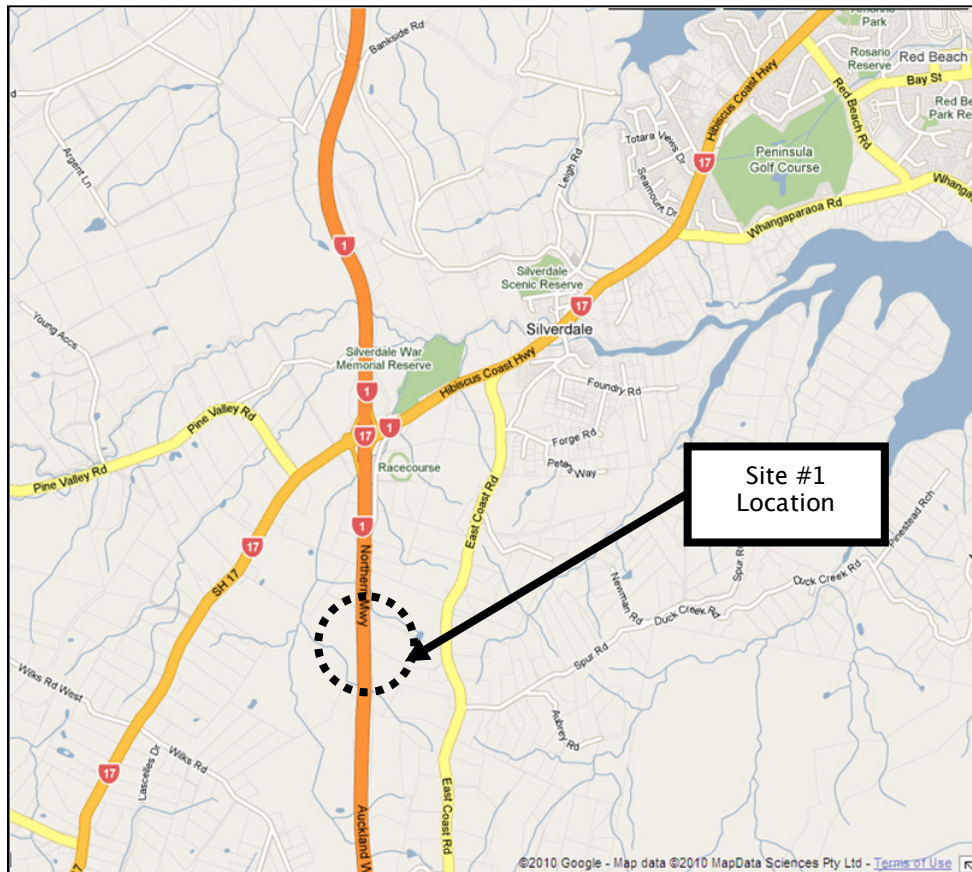 Amorino
Park
Bankside Rd
Rosario
Reserve
Red Beach
Hibiscus Coast Hwy
Bay St
Red Beach Rd
Red Be
Park Re
d
Argent Ln
Totara Views Dr
Leigh Rd
Seamount Dr
17
Peninsula
Golf Course
Whangaparaoa Rd
Whangap
1
Silverdale
Scenic Reserve
17
Silverdale
Young Accs
Silverdale War
Memorial Reserve
Hibiscus Coast Hwy
1
Foundry Rd
Pine Valley Rd
17
1
Forge Rd
Racecourse
Pete's Way
Pine Valley Rd
East Coast Rd
Site #1
Location
1
17
Northern Mwy
SH 17
Pinestead Rch
Spur Rd
Duck Creek Rd
Newman Rd
Duck Creek Rd
Spur Rd
Wilks Rd West
Aubrey Rd
Wilks Rd
Lascelles Dr
17
East Coast Rd
Auckland W
17
©2010 Google - Map data ©2010 MapData Sciences Pty Ltd - Terms of Use